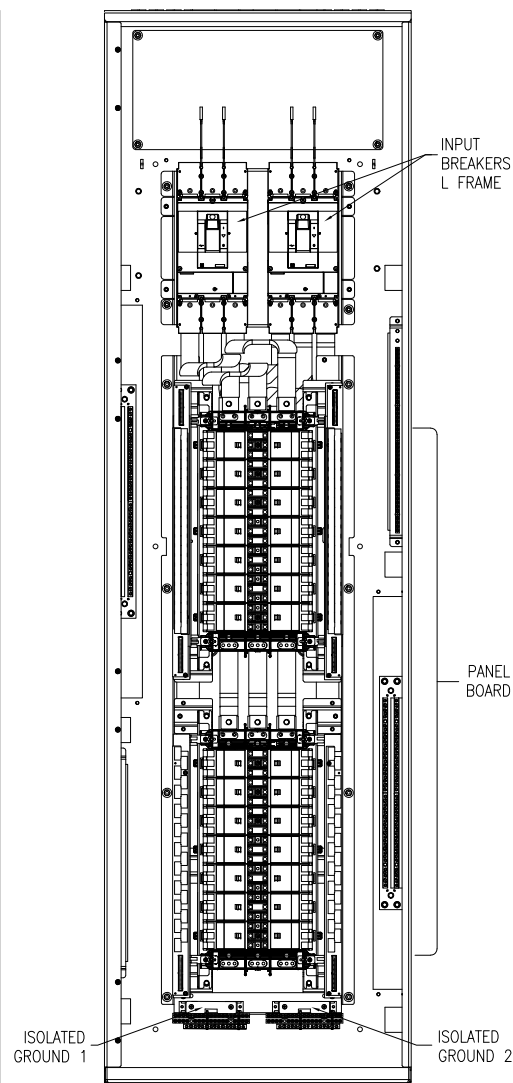 INPUT
BREAKERS
L FRAME
PANEL
BOARD
ISOLATED
GROUND 1
ISOLATED
GROUND 2